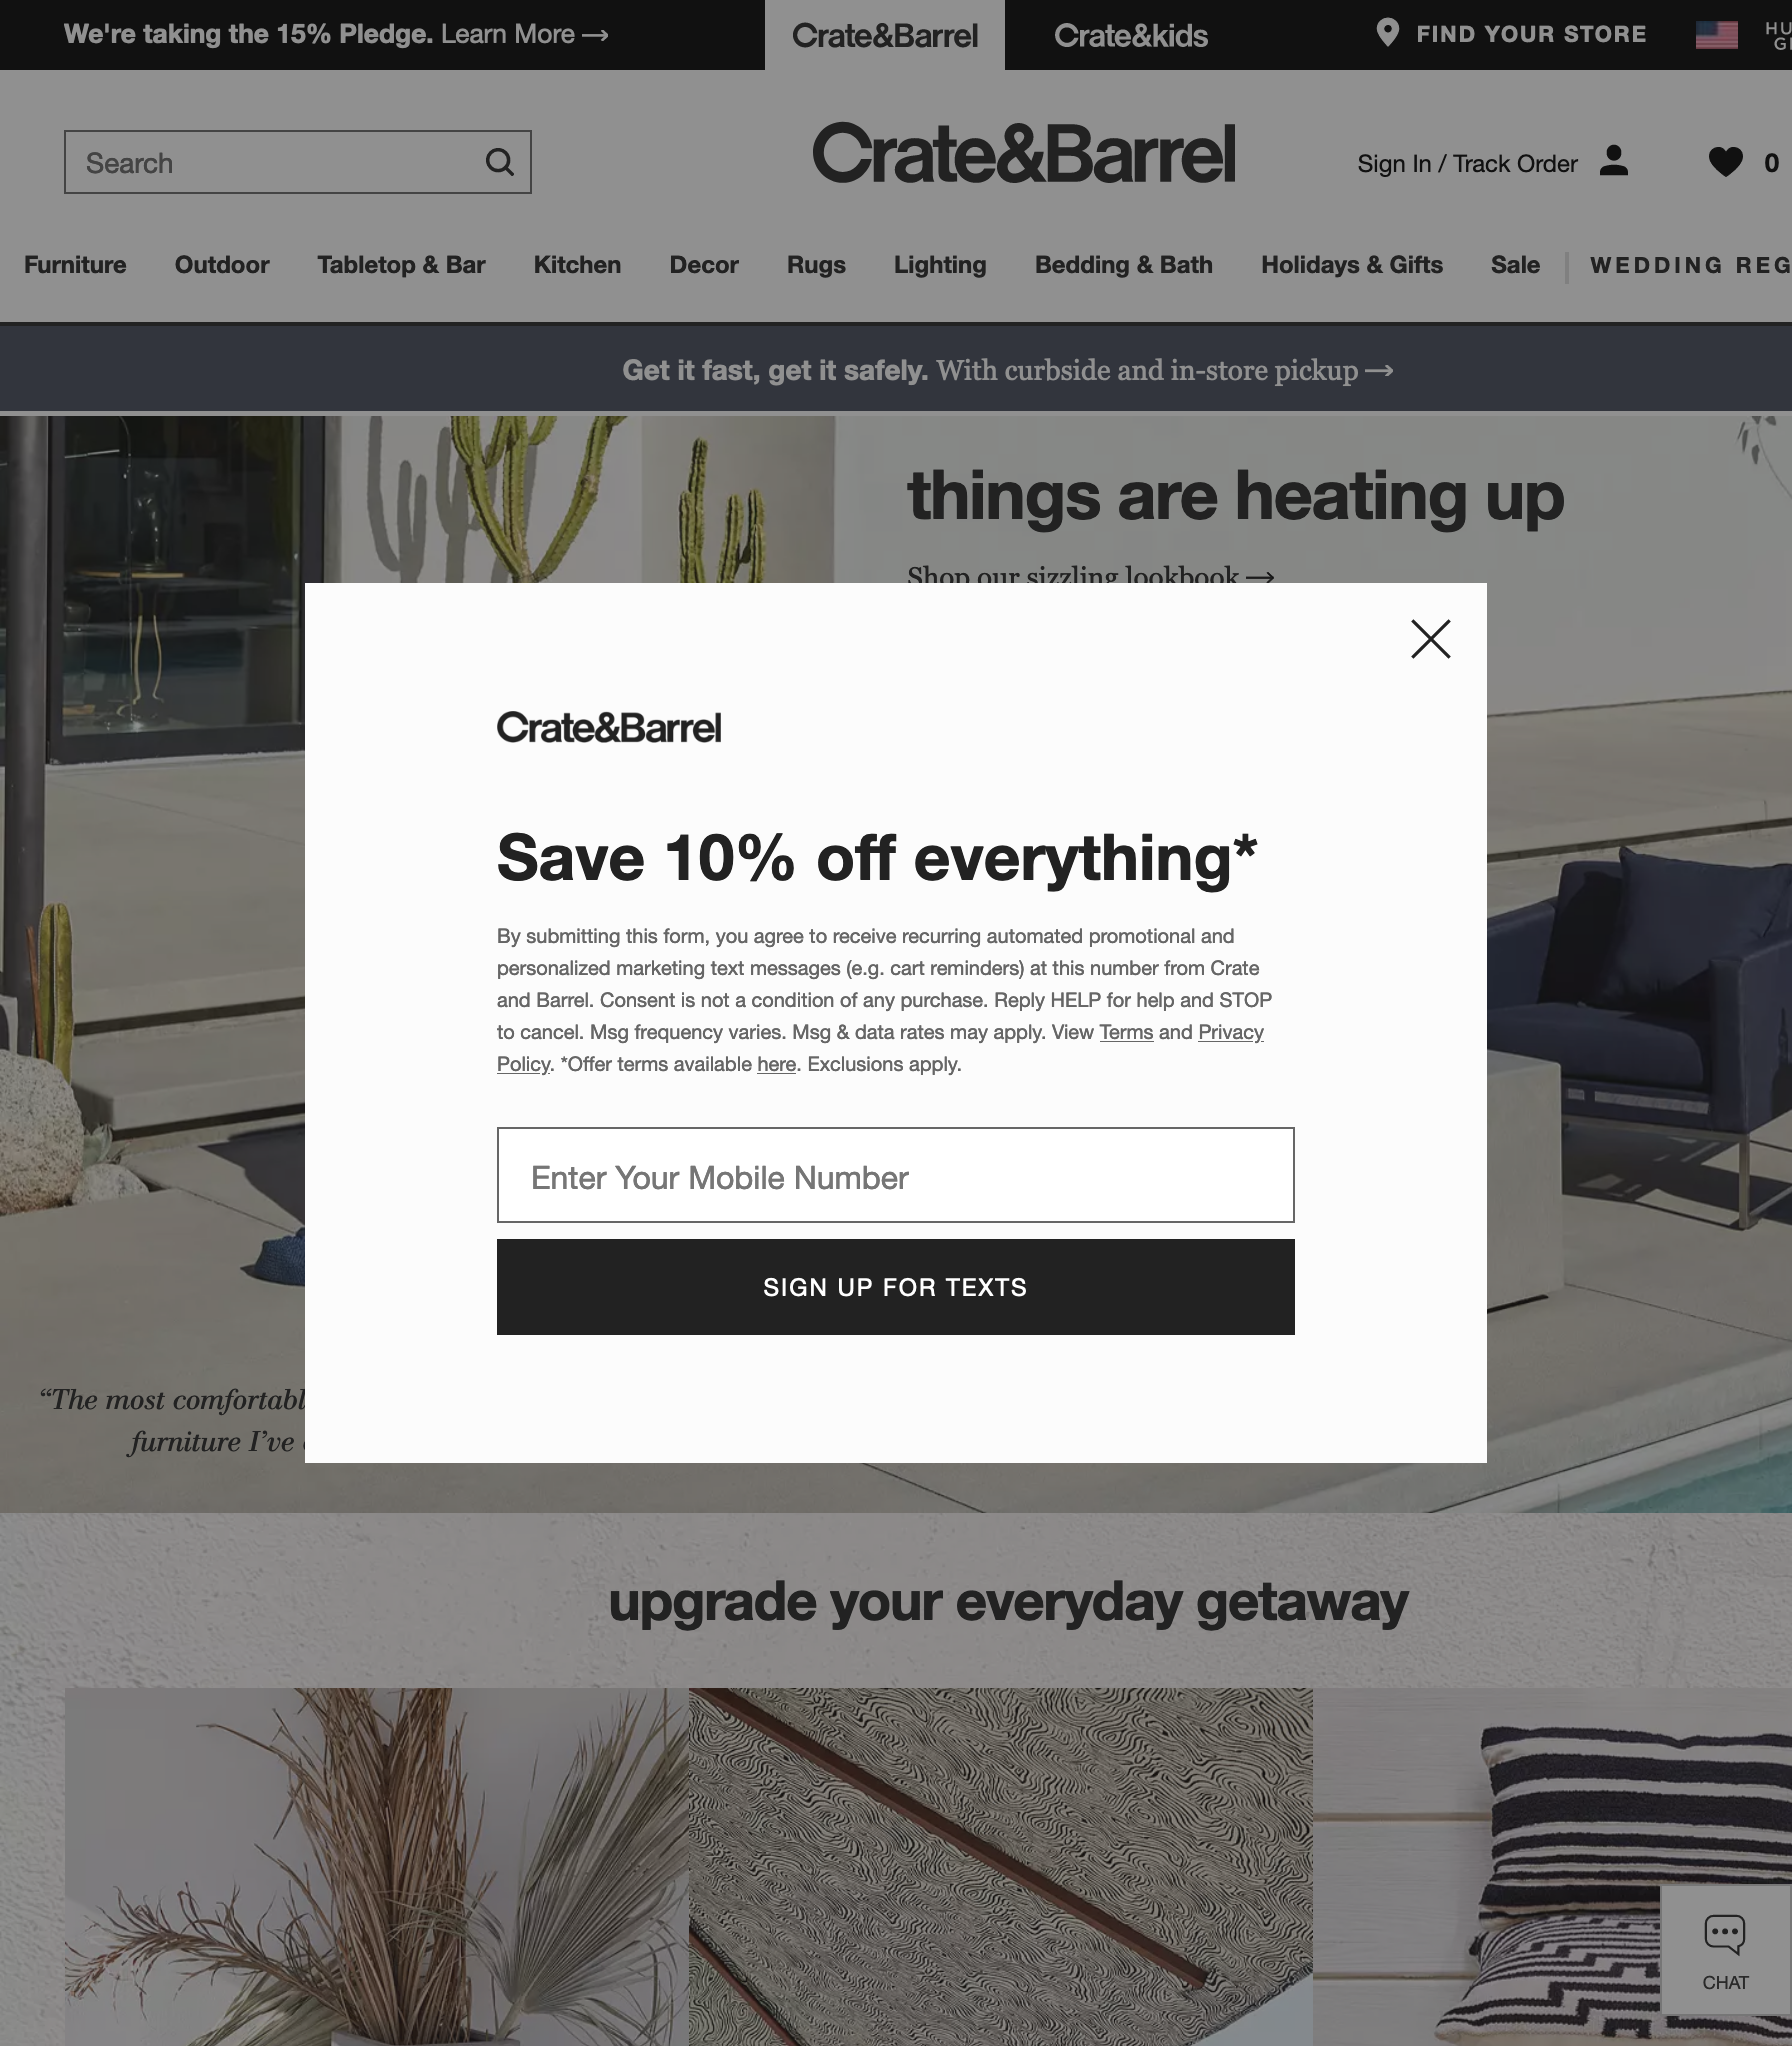 We're taking the 15% Pledge. Learn More →
Crate&Barrel
Crate&kids
FIND YOUR STORE
Search
Crate&Barrel
Sign In / Track Order
0
Furniture Outdoor Tabletop & Bar Kitchen Decor Rugs Lighting Bedding & Bath Holidays & Gifts Sale | WEDDING REG
Get it fast, get it safely. With curbside and in-store pickup →
things are heating up
Shop our sizzling lookbook →
Crate&Barrel
Save 10% off everything*
By submitting this form, you agree to receive recurring automated promotional and
personalized marketing text messages (e.g. cart reminders) at this number from Crate
and Barrel. Consent is not a condition of any purchase. Reply HELP for help and STOP
to cancel. Msg frequency varies. Msg & data rates may apply. View Terms and Privacy
Policy. *Offer terms available here. Exclusions apply.
Enter Your Mobile Number
SIGN UP FOR TEXTS
“The most comfortabl
furniture I’ve
upgrade your everyday getaway
CHAT